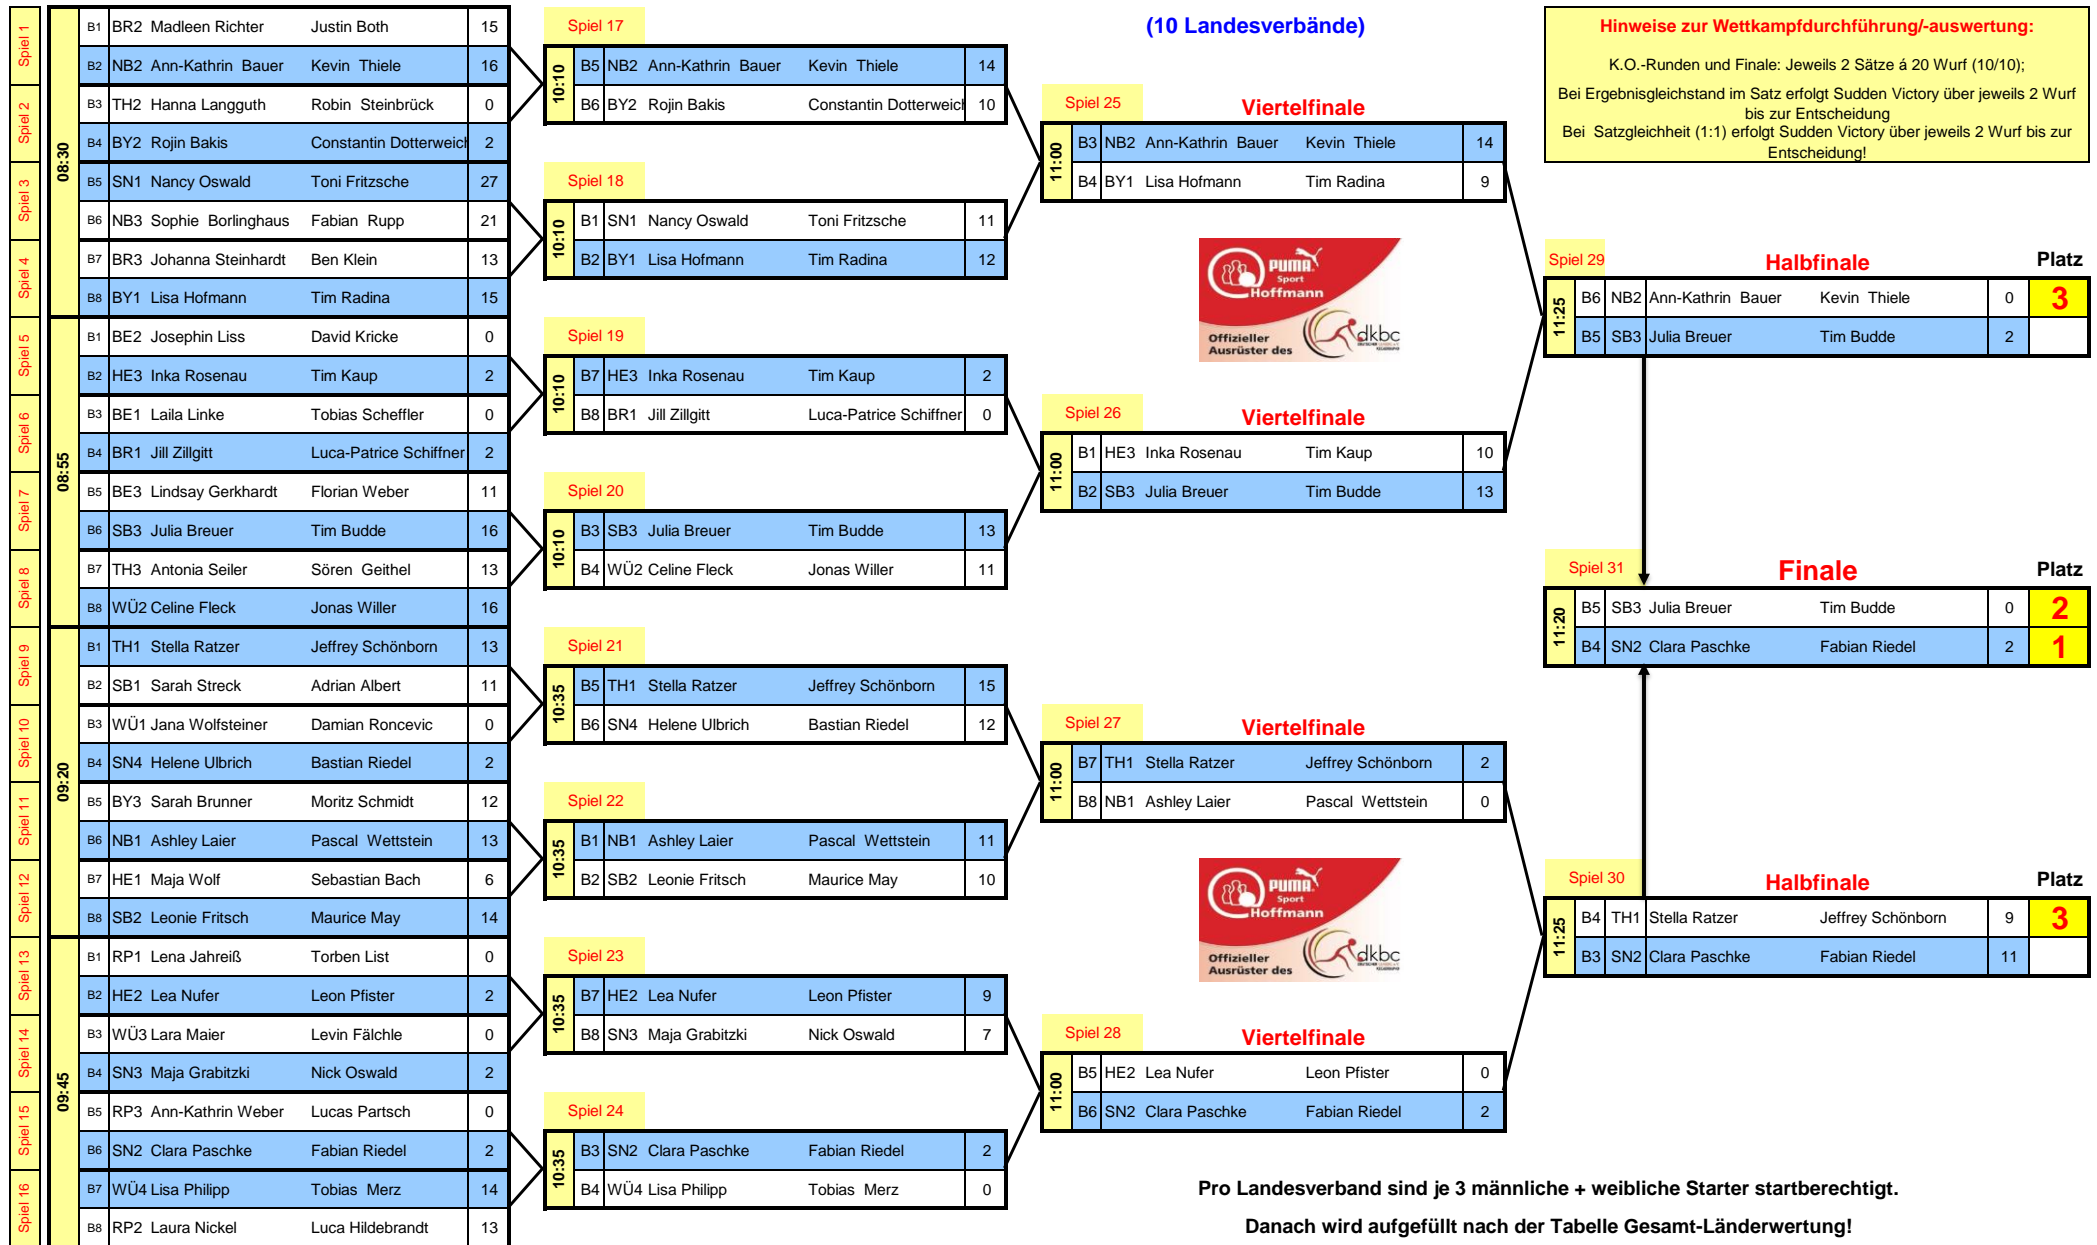 Spiel 1
08:30
B1 BR2 Madleen Richter Justin Both 15
B2 NB2 Ann-Kathrin Bauer Kevin Thiele 16
Spiel 2
B3 TH2 Hanna Langguth Robin Steinbrück 0
B4 BY2 Rojin Bakis Constantin Dotterweich 2
Spiel 3
B5 SN1 Nancy Oswald Toni Fritzsche 27
B6 NB3 Sophie Borlinghaus Fabian Rupp 21
Spiel 4
B7 BR3 Johanna Steinhardt Ben Klein 13
B8 BY1 Lisa Hofmann Tim Radina 15
Spiel 5
08:55
B1 BE2 Josephin Liss David Kricke 0
B2 HE3 Inka Rosenau Tim Kaup 2
Spiel 6
B3 BE1 Laila Linke Tobias Scheffler 0
B4 BR1 Jill Zillgitt Luca-Patrice Schiffner 2
Spiel 7
B5 BE3 Lindsay Gerkhardt Florian Weber 11
B6 SB3 Julia Breuer Tim Budde 16
Spiel 8
B7 TH3 Antonia Seiler Sören Geithel 13
B8 WÜ2 Celine Fleck Jonas Willer 16
Spiel 9
09:20
B1 TH1 Stella Ratzer Jeffrey Schönborn 13
B2 SB1 Sarah Streck Adrian Albert 11
Spiel 10
B3 WÜ1 Jana Wolfsteiner Damian Roncevic 0
B4 SN4 Helene Ulbrich Bastian Riedel 2
Spiel 11
B5 BY3 Sarah Brunner Moritz Schmidt 12
B6 NB1 Ashley Laier Pascal Wettstein 13
Spiel 12
B7 HE1 Maja Wolf Sebastian Bach 6
B8 SB2 Leonie Fritsch Maurice May 14
Spiel 13
09:45
B1 RP1 Lena Jahreiß Torben List 0
B2 HE2 Lea Nufer Leon Pfister 2
Spiel 14
B3 WÜ3 Lara Maier Levin Fälchle 0
B4 SN3 Maja Grabitzki Nick Oswald 2
Spiel 15
B5 RP3 Ann-Kathrin Weber Lucas Partsch 0
B6 SN2 Clara Paschke Fabian Riedel 2
Spiel 16
B7 WÜ4 Lisa Philipp Tobias Merz 14
B8 RP2 Laura Nickel Luca Hildebrandt 13
Spiel 17
10:10
B5 NB2 Ann-Kathrin Bauer Kevin Thiele 14
B6 BY2 Rojin Bakis Constantin Dotterweich 10
Spiel 18
10:10
B1 SN1 Nancy Oswald Toni Fritzsche 11
B2 BY1 Lisa Hofmann Tim Radina 12
Spiel 19
10:10
B7 HE3 Inka Rosenau Tim Kaup 2
B8 BR1 Jill Zillgitt Luca-Patrice Schiffner 0
Spiel 20
10:10
B3 SB3 Julia Breuer Tim Budde 13
B4 WÜ2 Celine Fleck Jonas Willer 11
Spiel 21
10:35
B5 TH1 Stella Ratzer Jeffrey Schönborn 15
B6 SN4 Helene Ulbrich Bastian Riedel 12
Spiel 22
10:35
B1 NB1 Ashley Laier Pascal Wettstein 11
B2 SB2 Leonie Fritsch Maurice May 10
Spiel 23
10:35
B7 HE2 Lea Nufer Leon Pfister 9
B8 SN3 Maja Grabitzki Nick Oswald 7
Spiel 24
10:35
B3 SN2 Clara Paschke Fabian Riedel 2
B4 WÜ4 Lisa Philipp Tobias Merz 0
(10 Landesverbände)
Spiel 25 Viertelfinale
11:00
B3 NB2 Ann-Kathrin Bauer Kevin Thiele 14
B4 BY1 Lisa Hofmann Tim Radina 9
PUMA
Sport
Hoffmann
Offizieller
Ausrüster des
dkbc
Spiel 26 Viertelfinale
11:00
B1 HE3 Inka Rosenau Tim Kaup 10
B2 SB3 Julia Breuer Tim Budde 13
Spiel 27 Viertelfinale
11:00
B7 TH1 Stella Ratzer Jeffrey Schönborn 2
B8 NB1 Ashley Laier Pascal Wettstein 0
PUMA
Sport
Hoffmann
Offizieller
Ausrüster des
dkbc
Spiel 28 Viertelfinale
11:00
B5 HE2 Lea Nufer Leon Pfister 0
B6 SN2 Clara Paschke Fabian Riedel 2
Hinweise zur Wettkampfdurchführung/-auswertung:
K.O.-Runden und Finale: Jeweils 2 Sätze á 20 Wurf (10/10);
Bei Ergebnisgleichstand im Satz erfolgt Sudden Victory über jeweils 2 Wurf
bis zur Entscheidung
Bei Satzgleichheit (1:1) erfolgt Sudden Victory über jeweils 2 Wurf bis zur
Entscheidung!
Spiel 29 Halbfinale Platz
11:25
B6 NB2 Ann-Kathrin Bauer Kevin Thiele 0 3
B5 SB3 Julia Breuer Tim Budde 2
Spiel 31 Finale Platz
11:20
B5 SB3 Julia Breuer Tim Budde 0 2
B4 SN2 Clara Paschke Fabian Riedel 2 1
Spiel 30 Halbfinale Platz
11:25
B4 TH1 Stella Ratzer Jeffrey Schönborn 9 3
B3 SN2 Clara Paschke Fabian Riedel 11
Pro Landesverband sind je 3 männliche + weibliche Starter startberechtigt.
Danach wird aufgefüllt nach der Tabelle Gesamt-Länderwertung!